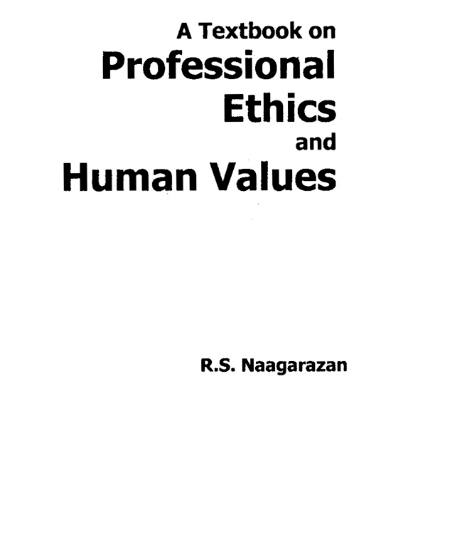 A Textbook on
Professional
Ethics
and
Human Values
R.S. Naagarazan